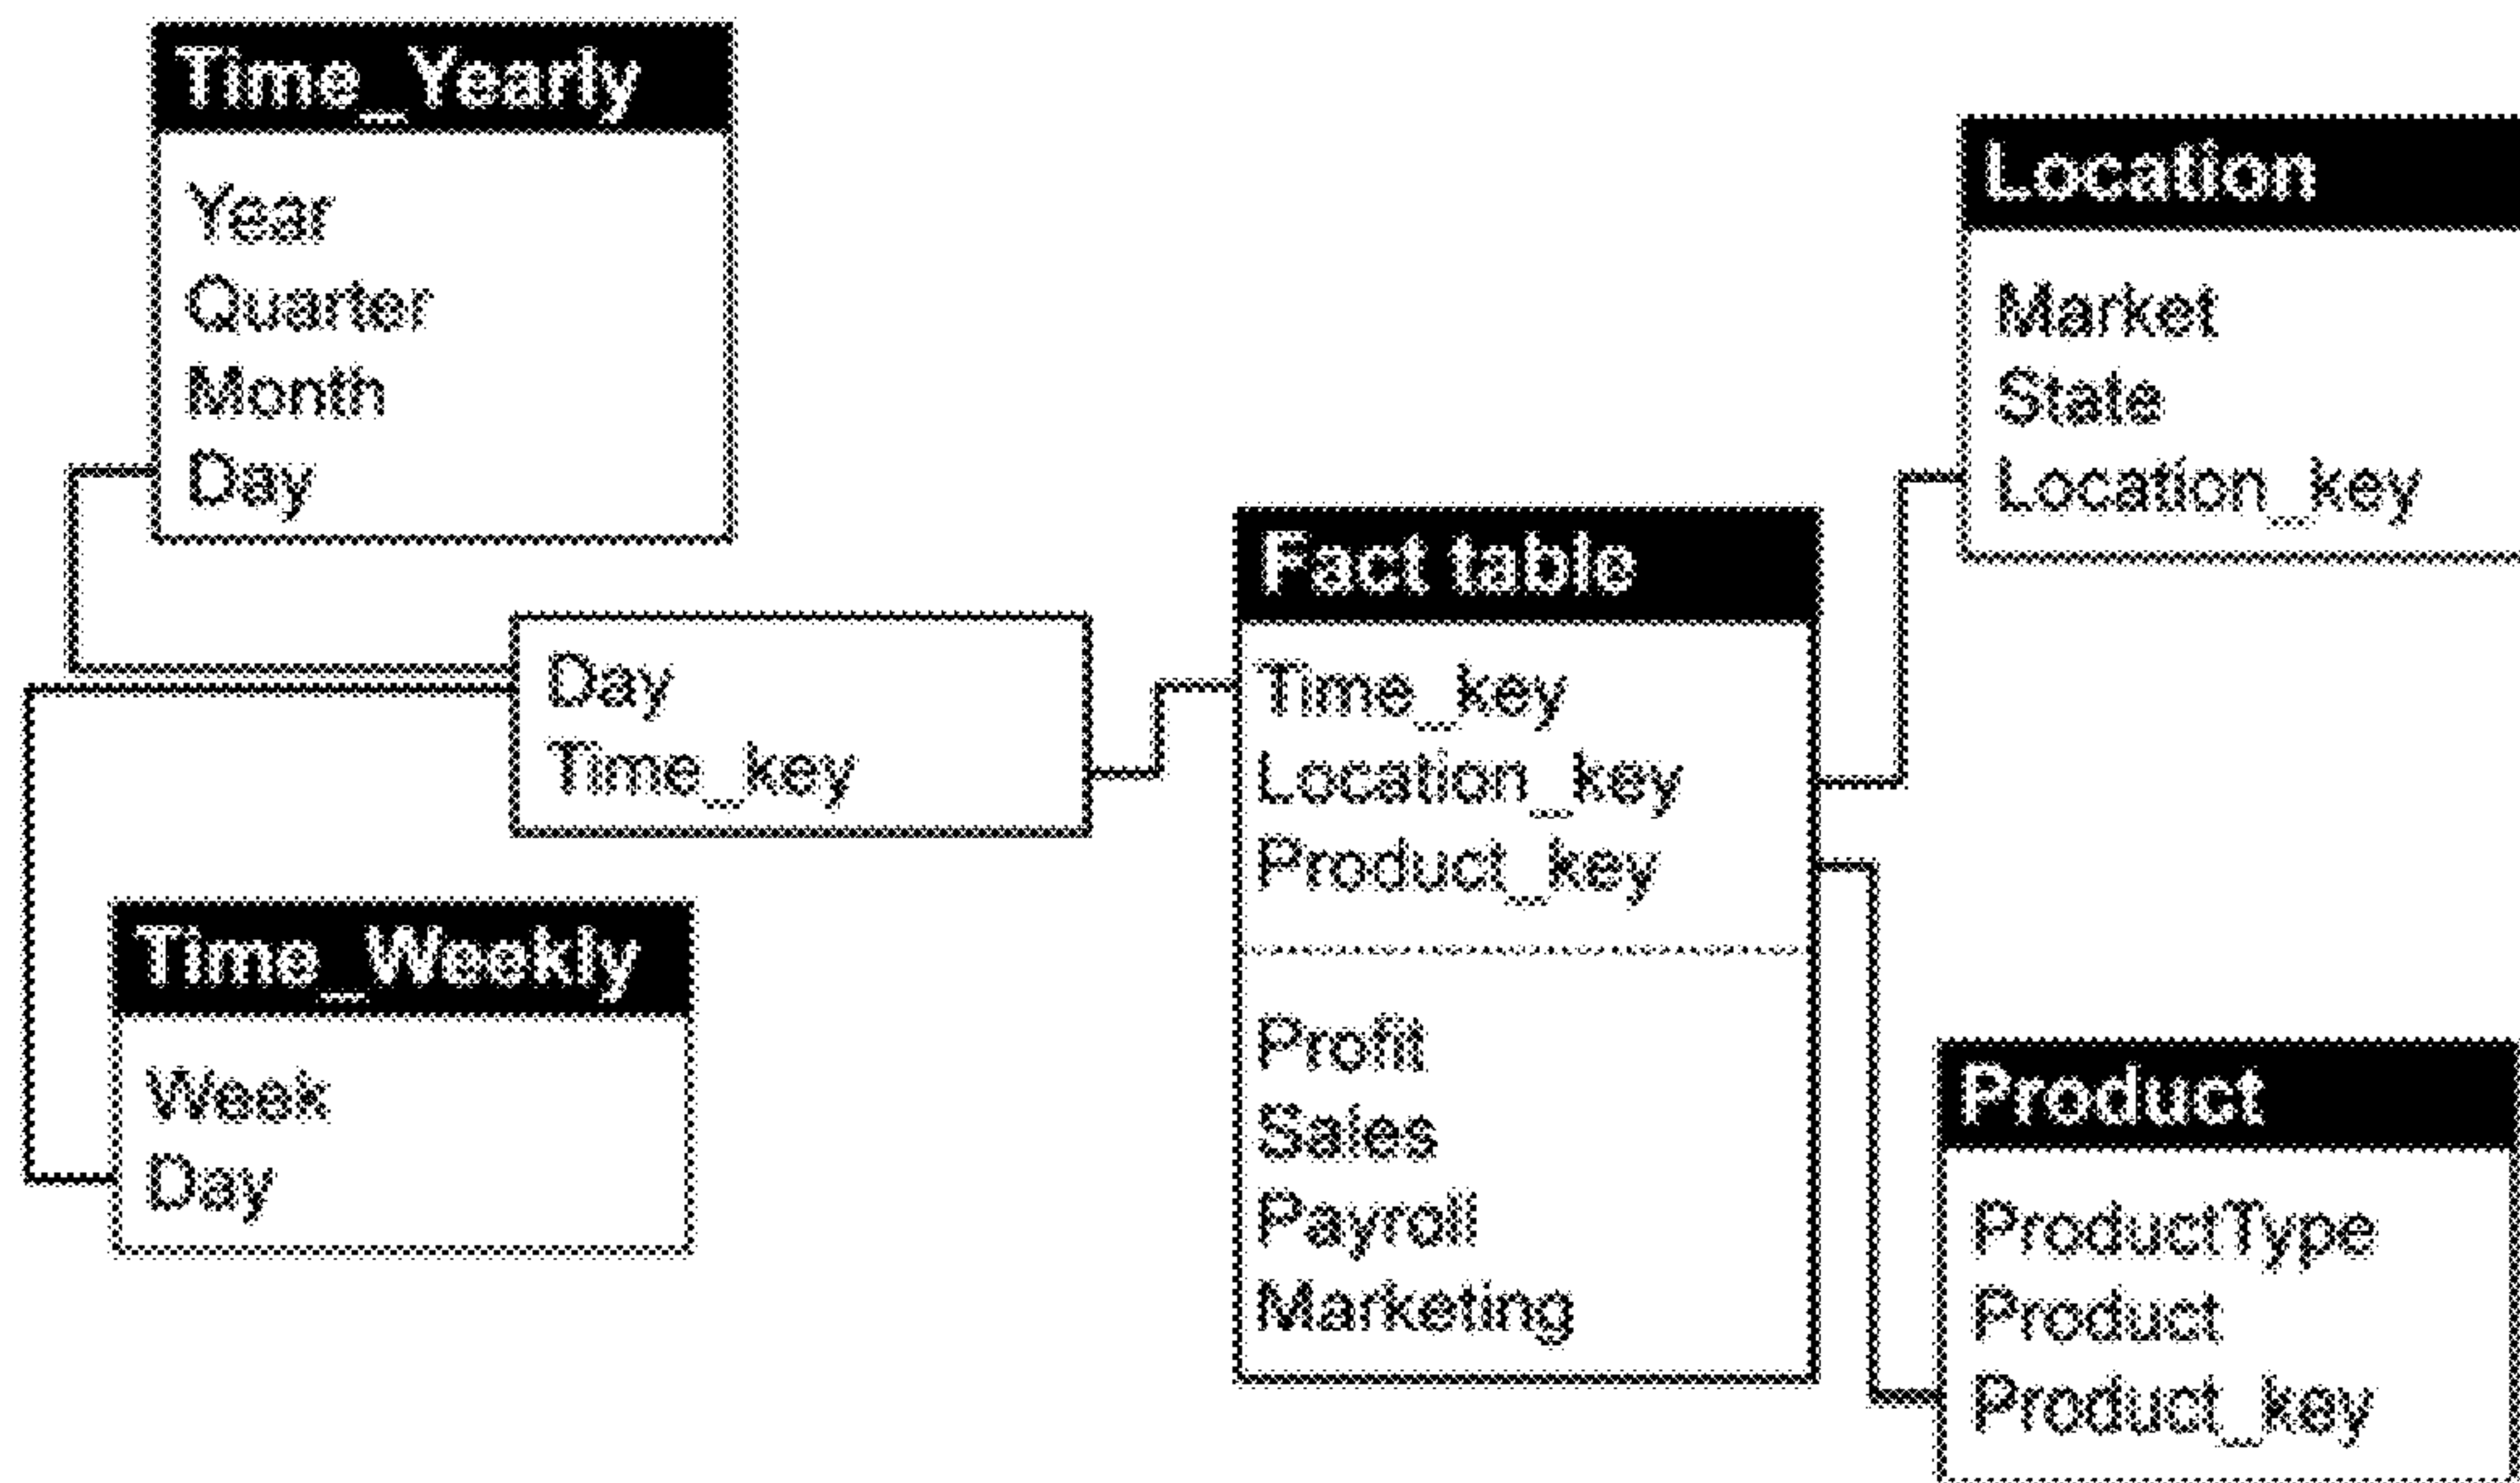 Time_Yearly
Year
Quarter
Month
Day
Day
Time_key
Time_Weekly
Week
Day
Fact table
Time_key
Location_key
Product_key
Profit
Sales
Payroll
Marketing
Location
Market
State
Location_key
Product
ProductType
Product
Product_key